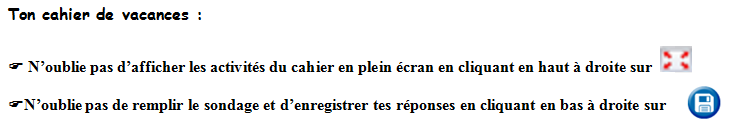 Ton cahier de vacances :
☞ N’oublie pas d’afficher les activités du cahier en plein écran en cliquant en haut à droite sur
☞N’oublie pas de remplir le sondage et d’enregistrer tes réponses en cliquant en bas à droite sur